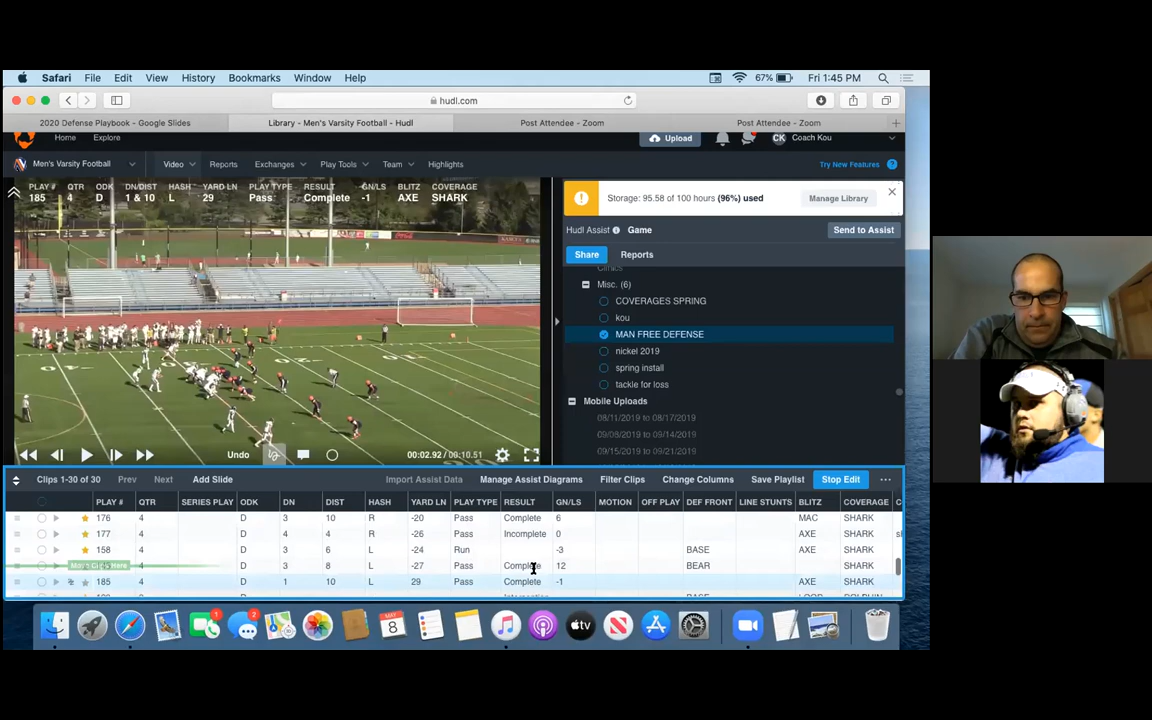 Safari File Edit View History Bookmarks Window Help 67% Fri 1:45 PM
hudl.com
2020 Defense Playbook - Google Slides Library - Men's Varsity Football - Hudl Post Attendee - Zoom Post Attendee - Zoom
Home Explore Upload CK Coach Kou
Men's Varsity Football Video Reports Exchanges Play Tools Team Highlights Try New Features
PLAY # QTR ODK DN/DIST HASH YARD LN PLAY TYPE RESULT GN/LS BLITZ COVERAGE
185 4 D 1 & 10 L 29 Pass Complete -1 AXE SHARK
Storage: 95.58 of 100 hours (96%) used Manage Library
Hudl Assist Game Send to Assist
Share Reports
Misc. (6)
COVERAGES SPRING
kou
MAN FREE DEFENSE
nickel 2019
spring install
tackle for loss
Mobile Uploads
08/11/2019 to 08/17/2019
09/08/2019 to 09/14/2019
09/15/2019 to 09/21/2019
Undo 00:02.92/00:10.51
Clips 1-30 of 30 Prev Next Add Slide Import Assist Data Manage Assist Diagrams Filter Clips Change Columns Save Playlist Stop Edit
PLAY # QTR SERIES PLAY ODK DN DIST HASH YARD LN PLAY TYPE RESULT GN/LS MOTION OFF PLAY DEF FRONT LINE STUNTS BLITZ COVERAGE
176 4 D 3 10 R -20 Pass Complete 6 MAC SHARK
177 4 D 4 4 R -26 Pass Incomplete 0 AXE SHARK
158 4 D 3 6 L -24 Run -3 BASE AXE SHARK
4 D 3 8 L -27 Pass Complete 12 BEAR SHARK
185 4 D 1 10 L 29 Pass Complete -1 AXE SHARK
MAY
8